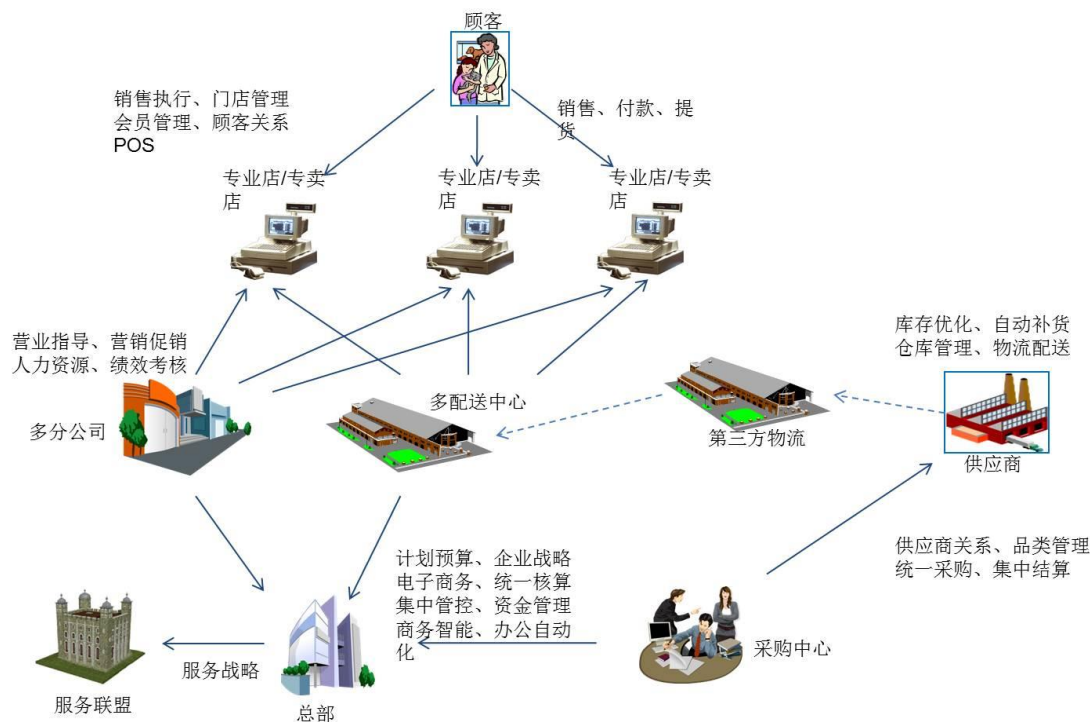 顾客
销售执行、门店管理
会员管理、顾客关系
POS
销售、付款、提
货
专业店/专卖
店
专业店/专卖
店
专业店/专卖
店
营业指导、营销促销
人力资源、绩效考核
库存优化、自动补货
仓库管理、物流配送
多分公司
多配送中心
第三方物流
供应商
计划预算、企业战略
电子商务、统一核算
集中管控、资金管理
商务智能、办公自动
化
供应商关系、品类管理
统一采购、集中结算
采购中心
服务战略
服务联盟
总部